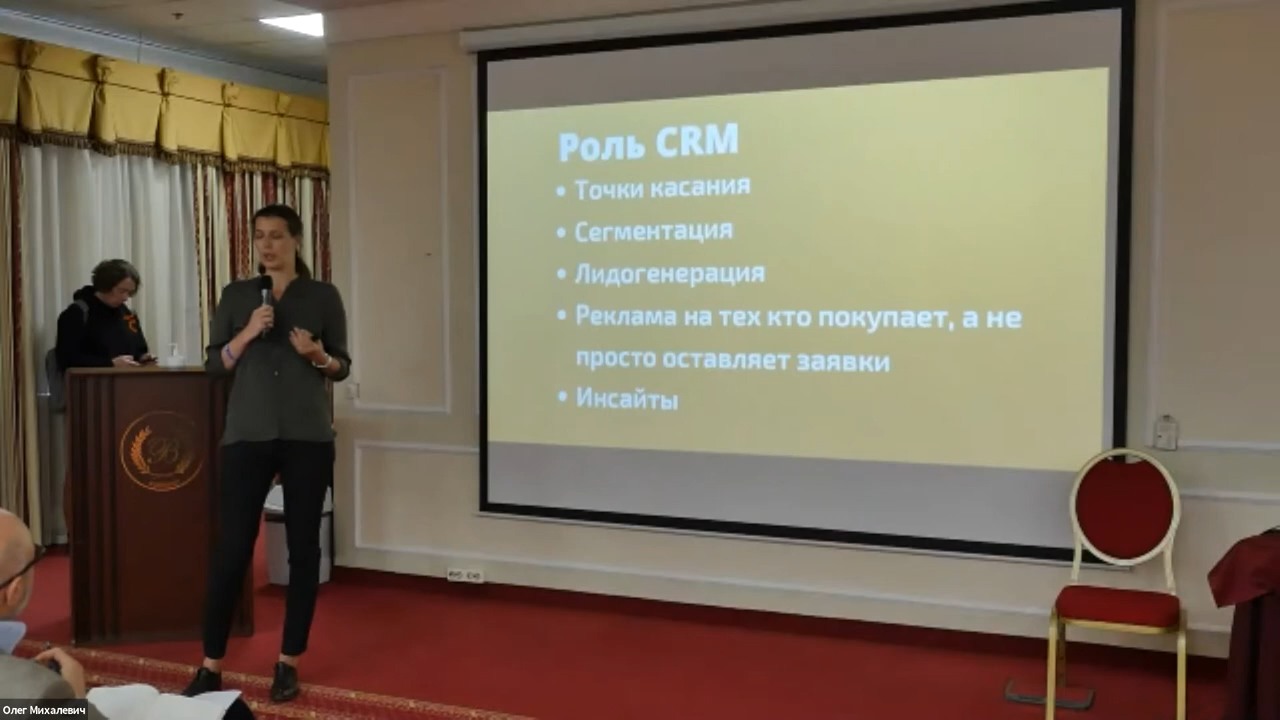 Роль CRM
• Точки касания
• Сегментация
• Лидогенерация
• Реклама на тех кто покупает, а не
просто оставляет заявки
• Инсайты
Олег Михалевич